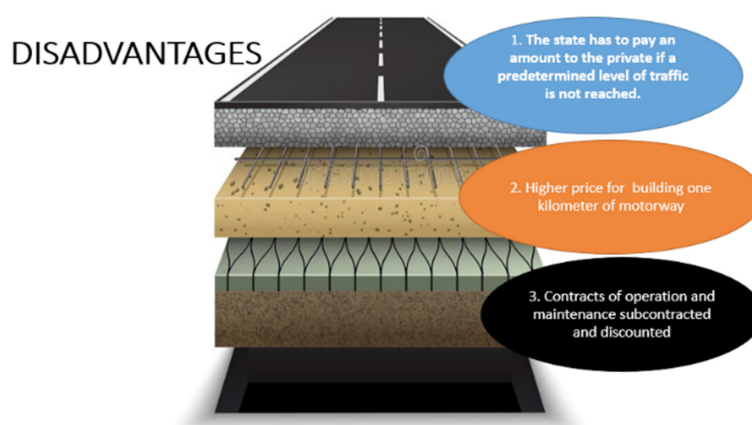 DISADVANTAGES
1. The state has to pay an
amount to the private if a
predetermined level of traffic
is not reached.
2. Higher price for building one
kilometer of motorway
3. Contracts of operation and
maintenance subcontracted
and discounted